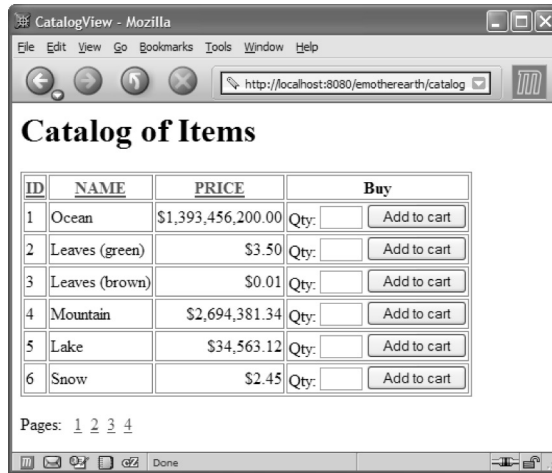 CatalogView - Mozilla
File Edit View Go Bookmarks Tools Window Help
http://localhost:8080/emotherearth/catalog
Catalog of Items
ID NAME PRICE Buy
1 Ocean $1,393,456,200.00 Qty: Add to cart
2 Leaves (green) $3.50 Qty: Add to cart
3 Leaves (brown) $0.01 Qty: Add to cart
4 Mountain $2,694,381.34 Qty: Add to cart
5 Lake $34,563.12 Qty: Add to cart
6 Snow $2.45 Qty: Add to cart
Pages: 1 2 3 4
Done